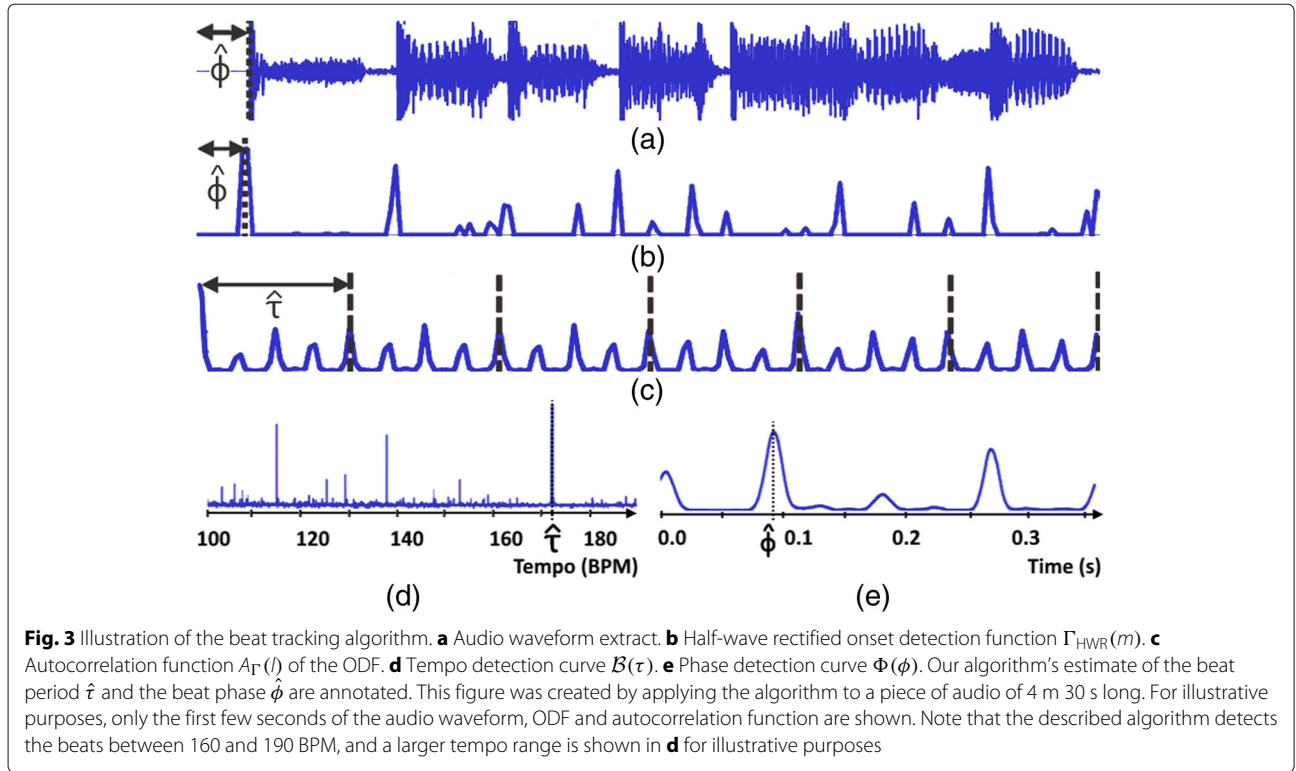 ϕ̂
(a)
ϕ̂
(b)
τ̂
(c)
100 120 140 160 τ̂ 180
Tempo (BPM)
(d)
0.0 ϕ̂ 0.1 0.2 0.3
Time (s)
(e)
Fig. 3 Illustration of the beat tracking algorithm. a Audio waveform extract. b Half-wave rectified onset detection function Γ_HWR(m). c
Autocorrelation function A_Γ(l) of the ODF. d Tempo detection curve ℬ(τ). e Phase detection curve Φ(ϕ). Our algorithm's estimate of the beat
period τ̂ and the beat phase ϕ̂ are annotated. This figure was created by applying the algorithm to a piece of audio of 4 m 30 s long. For illustrative
purposes, only the first few seconds of the audio waveform, ODF and autocorrelation function are shown. Note that the described algorithm detects
the beats between 160 and 190 BPM, and a larger tempo range is shown in d for illustrative purposes